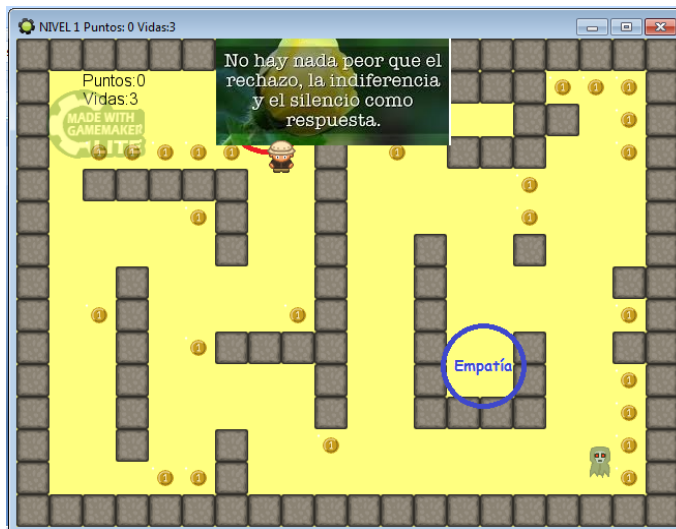 NIVEL 1 Puntos: 0 Vidas:3
Puntos:0
Vidas:3
MADE WITH
GAMEMAKER
LITE
No hay nada peor que el
rechazo, la indiferencia
y el silencio como
respuesta.
Empatía